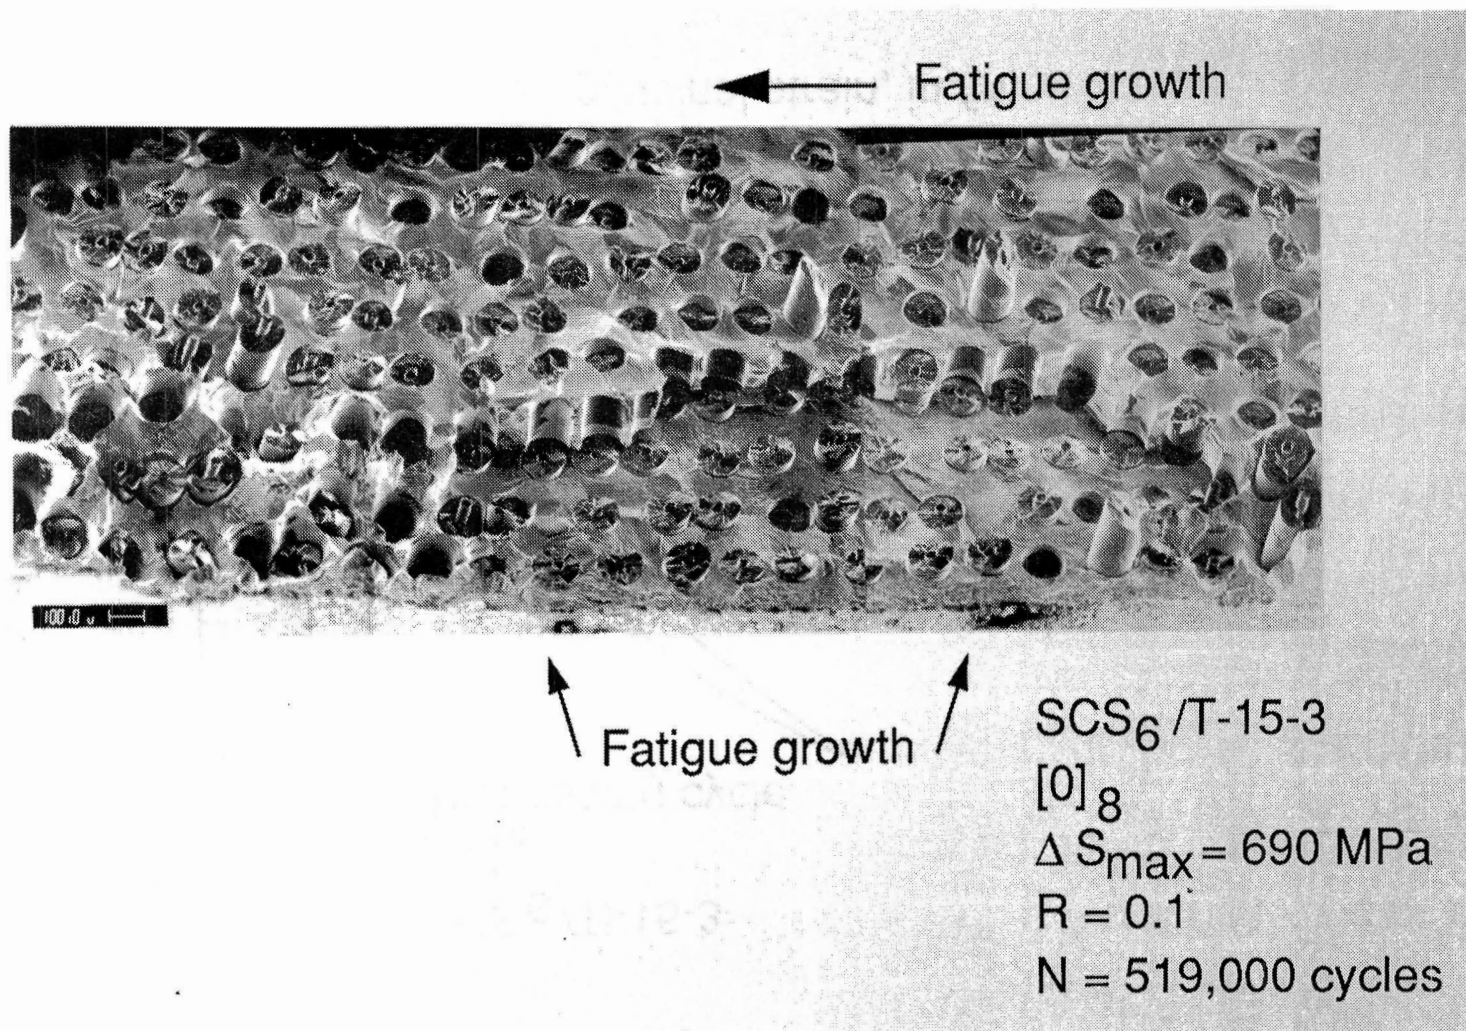 Fatigue growth
100.0 u
Fatigue growth
SCS6 /T-15-3
[0]8
Δ Smax = 690 MPa
R = 0.1
N = 519,000 cycles